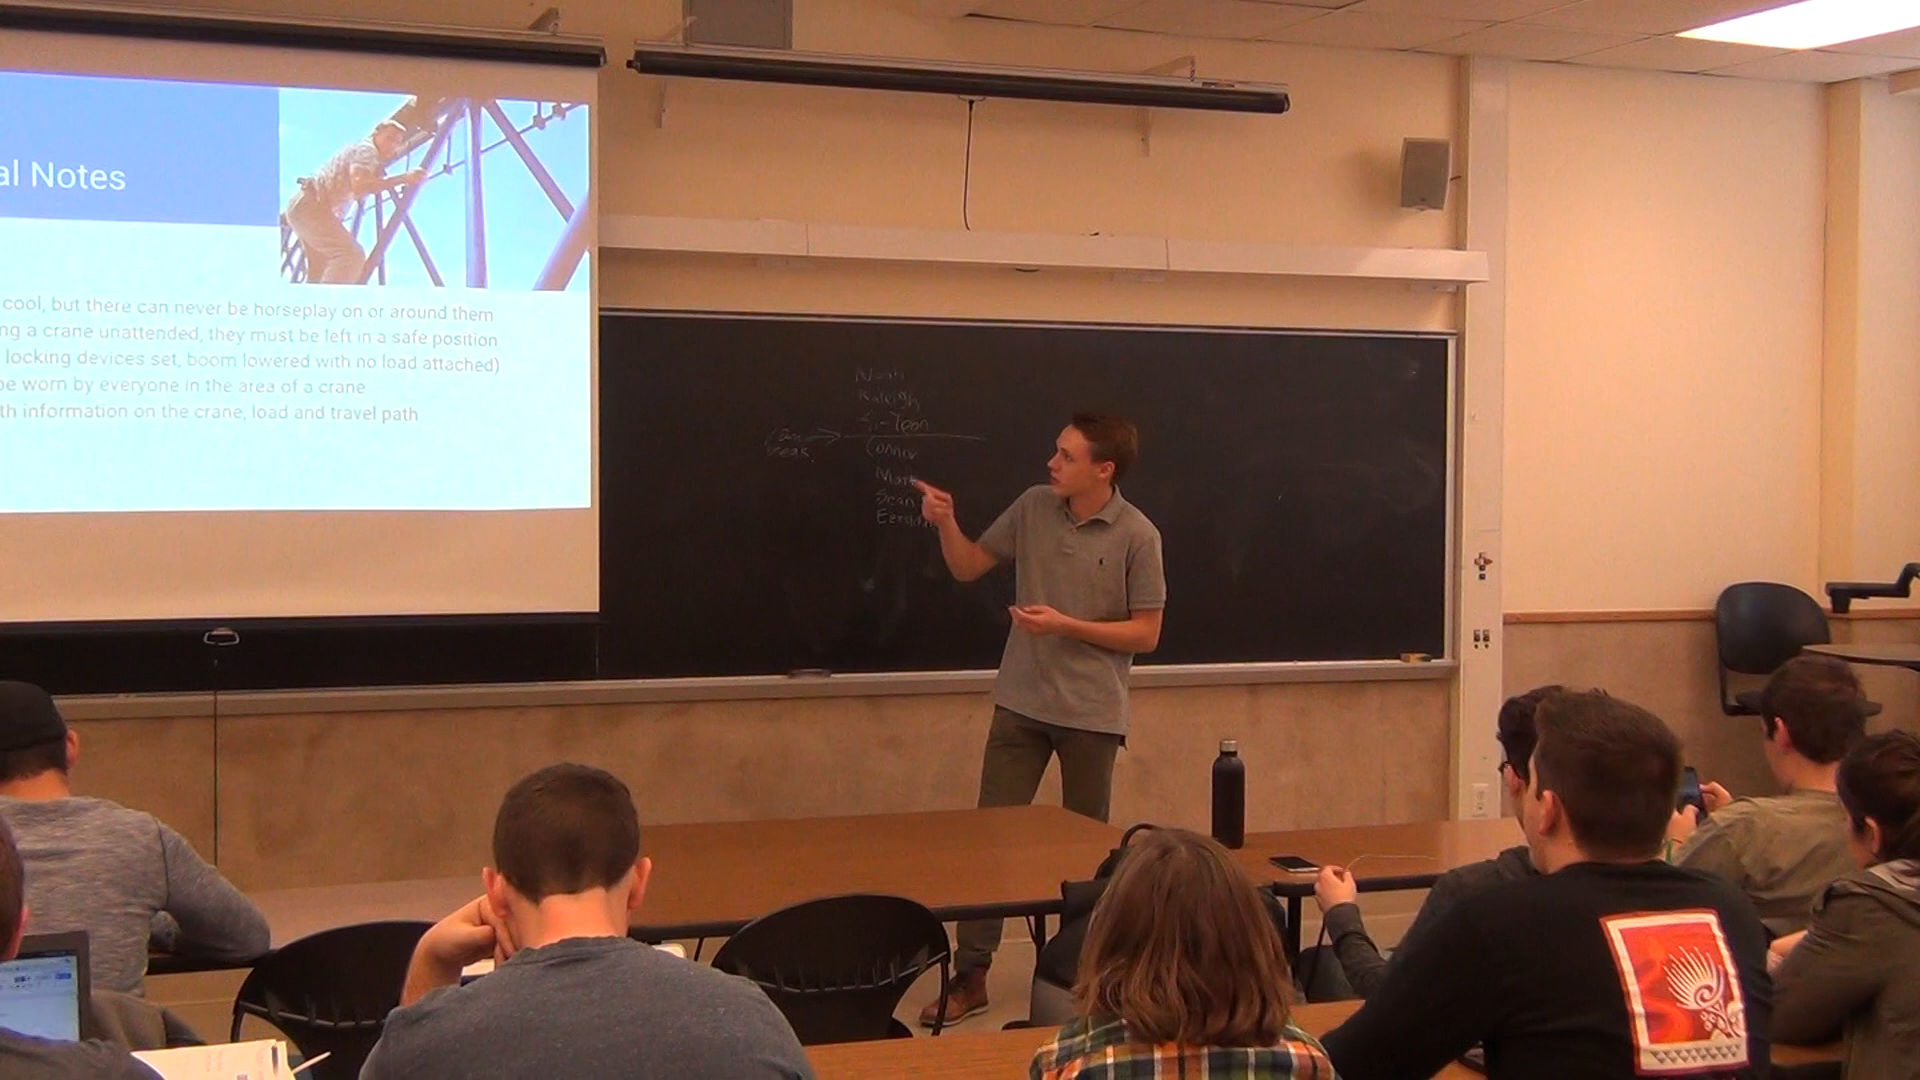 al Notes
cool, but there can never be horseplay on or around them
ng a crane unattended, they must be left in a safe position
locking devices set, boom lowered with no load attached)
be worn by everyone in the area of a crane
th information on the crane, load and travel path
Raleigh
Connor
Mark
Sean